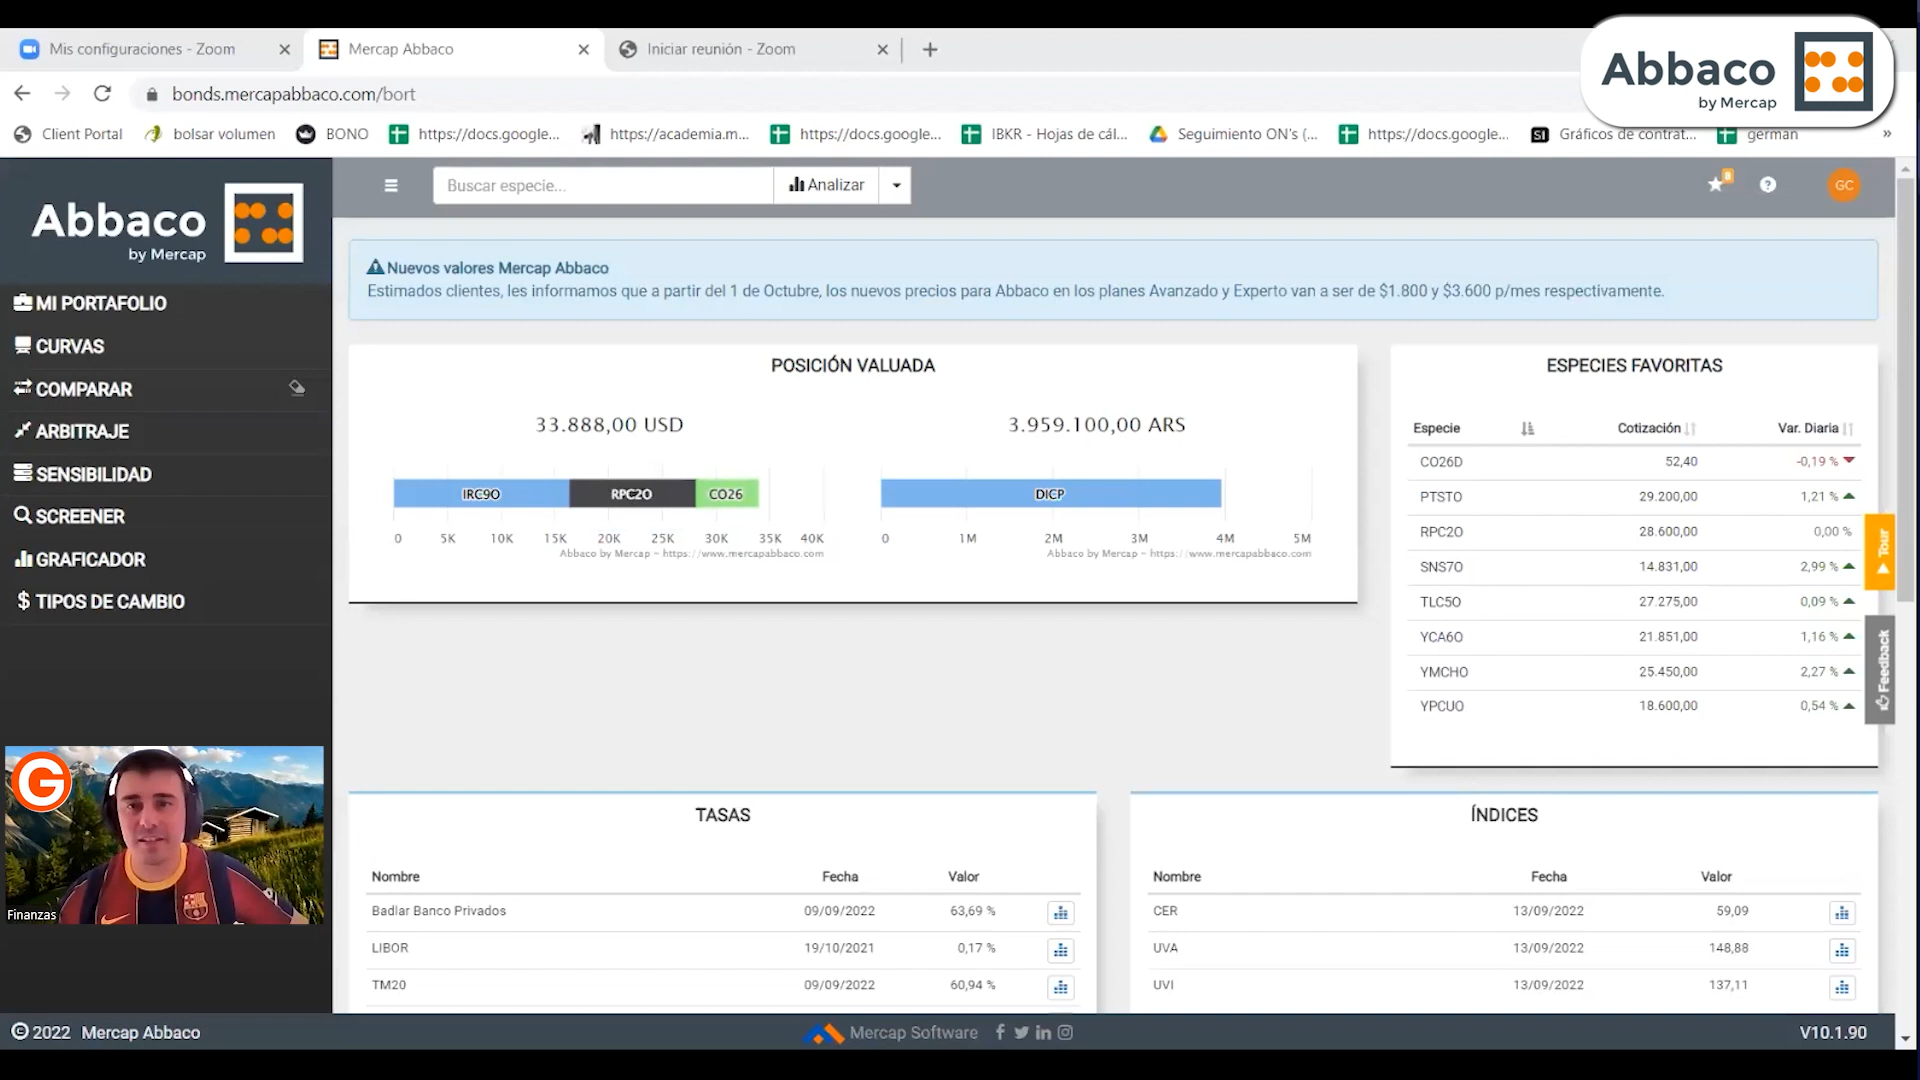 Mis configuraciones - Zoom
Mercap Abbaco
Iniciar reunión - Zoom
Abbaco
by Mercap
bonds.mercapabbaco.com/bort
Client Portal
bolsar volumen
BONO
https://docs.google...
https://academia.m...
https://docs.google...
IBKR - Hojas de cál...
Seguimiento ON's (...
https://docs.google...
SI
Gráficos de contrat...
german
»
Abbaco
by Mercap
Buscar especie...
Analizar
8
GC
MI PORTAFOLIO
CURVAS
COMPARAR
ARBITRAJE
SENSIBILIDAD
SCREENER
GRAFICADOR
$ TIPOS DE CAMBIO
Nuevos valores Mercap Abbaco
Estimados clientes, les informamos que a partir del 1 de Octubre, los nuevos precios para Abbaco en los planes Avanzado y Experto van a ser de $1.800 y $3.600 p/mes respectivamente.
POSICIÓN VALUADA
33.888,00 USD
IRC9O RPC2O CO26
0 5K 10K 15K 20K 25K 30K 35K 40K
Abbaco by Mercap - https://www.mercapabbaco.com
3.959.100,00 ARS
DICP
0 1M 2M 3M 4M 5M
Abbaco by Mercap - https://www.mercapabbaco.com
ESPECIES FAVORITAS
Especie Cotización Var. Diaria
CO26D 52,40 -0,19 %
PTSTO 29.200,00 1,21 %
RPC2O 28.600,00 0,00 %
SNS7O 14.831,00 2,99 %
TLC5O 27.275,00 0,09 %
YCA6O 21.851,00 1,16 %
YMCHO 25.450,00 2,27 %
YPCUO 18.600,00 0,54 %
Tour
Feedback
TASAS
Nombre Fecha Valor
Badlar Banco Privados 09/09/2022 63,69 %
LIBOR 19/10/2021 0,17 %
TM20 09/09/2022 60,94 %
ÍNDICES
Nombre Fecha Valor
CER 13/09/2022 59,09
UVA 13/09/2022 148,88
UVI 13/09/2022 137,11
G
Finanzas
© 2022 Mercap Abbaco
Mercap Software
V10.1.90